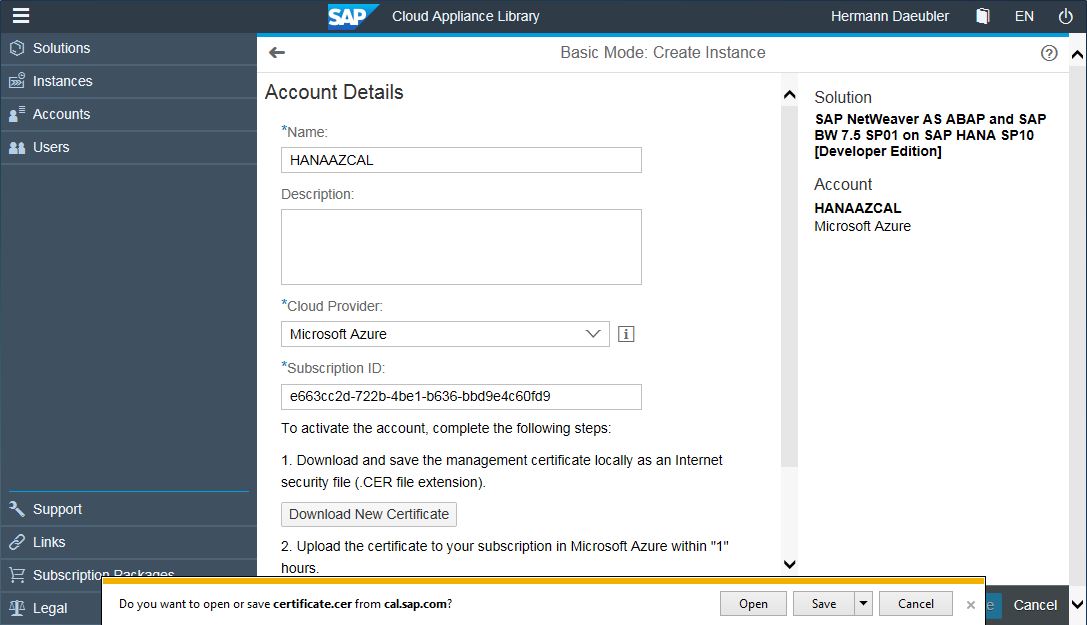 SAP Cloud Appliance Library
Hermann Daeubler EN
Solutions
Instances
Accounts
Users
Support
Links
Subscription Packages
Legal
Basic Mode: Create Instance
Account Details
*Name:
HANAAZCAL
Description:
*Cloud Provider:
Microsoft Azure
*Subscription ID:
e663cc2d-722b-4be1-b636-bbd9e4c60fd9
To activate the account, complete the following steps:
1. Download and save the management certificate locally as an Internet
security file (.CER file extension).
Download New Certificate
2. Upload the certificate to your subscription in Microsoft Azure within "1"
hours.
Solution
SAP NetWeaver AS ABAP and SAP
BW 7.5 SP01 on SAP HANA SP10
[Developer Edition]
Account
HANAAZCAL
Microsoft Azure
Do you want to open or save certificate.cer from cal.sap.com?
Open
Save
Cancel
Cancel